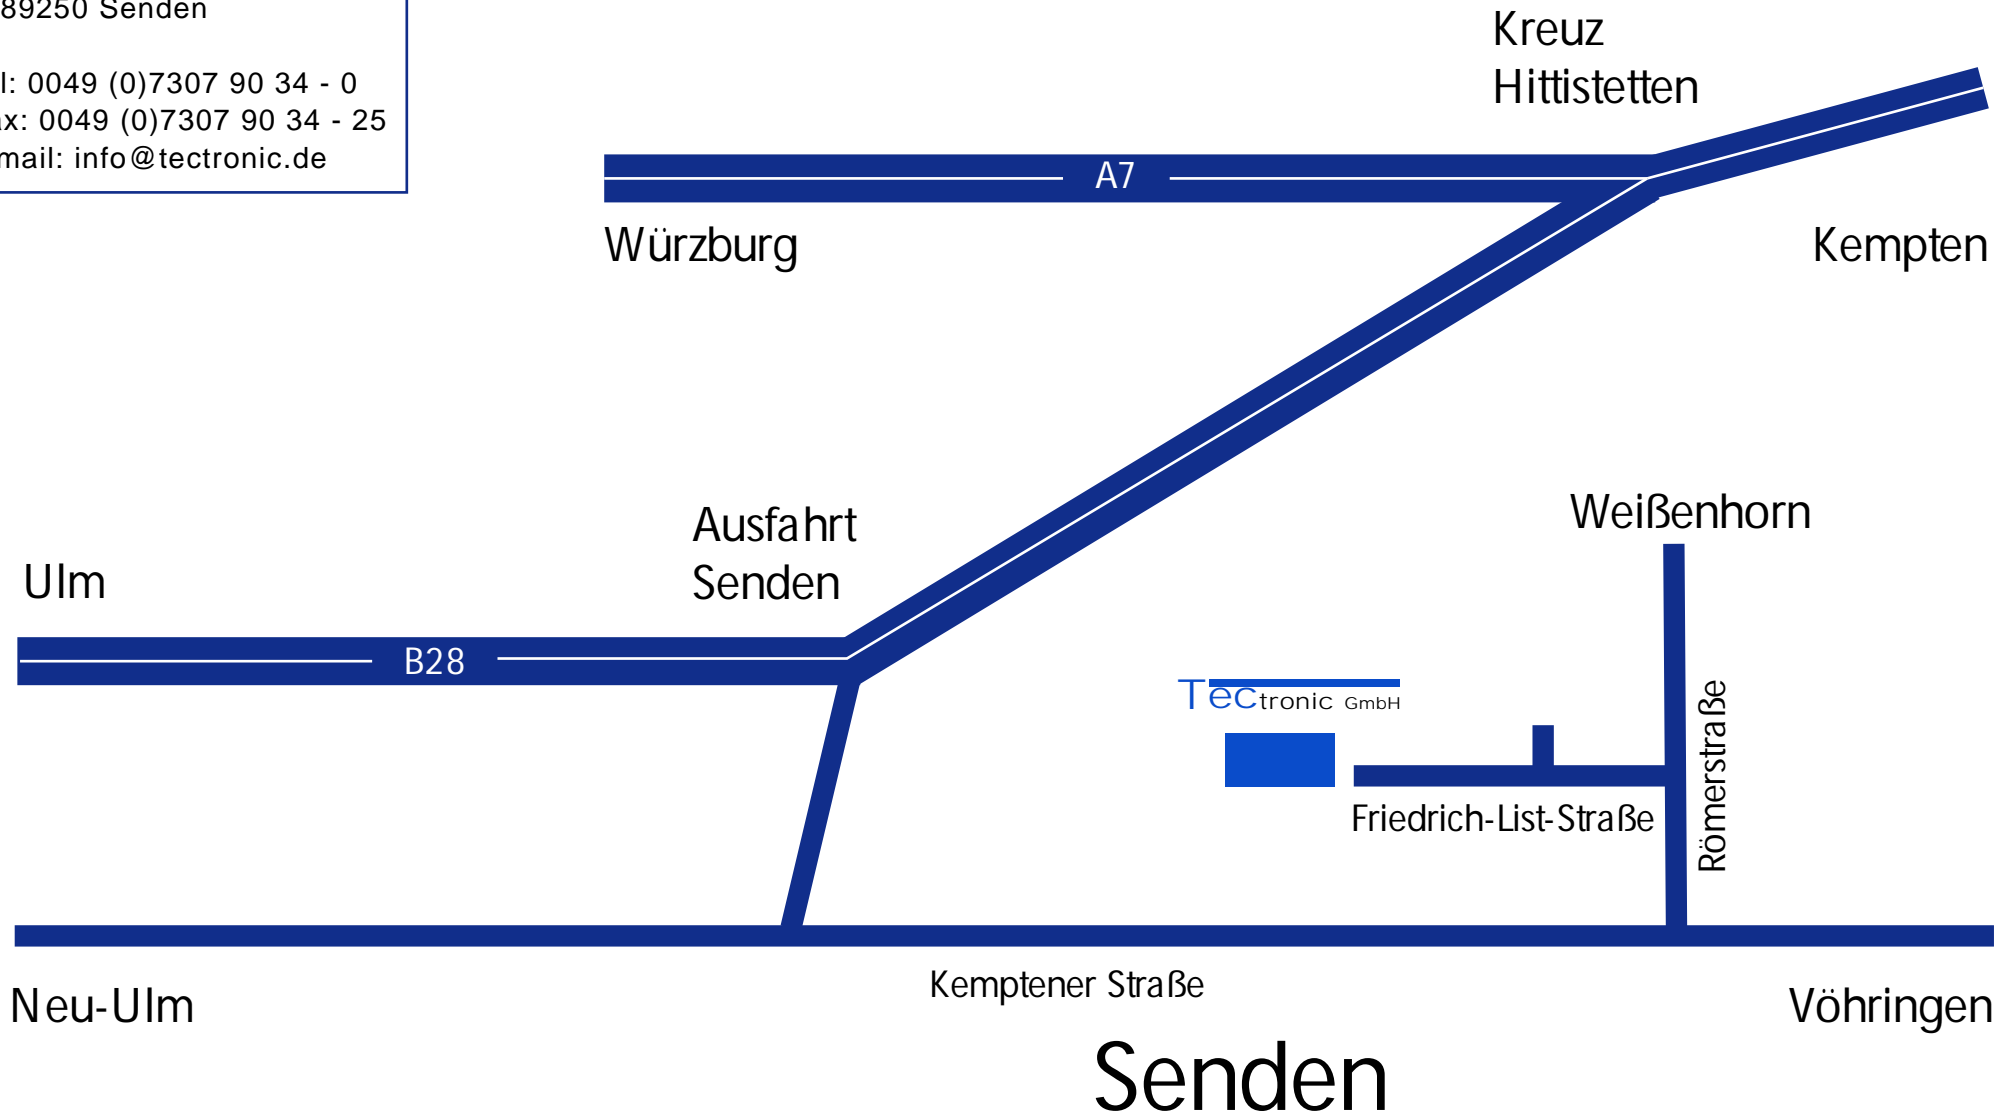 89250 Senden
l: 0049 (0)7307 90 34 - 0
ax: 0049 (0)7307 90 34 - 25
mail: info@tectronic.de
Kreuz
Hittistetten
A7
Würzburg
Kempten
Ausfahrt
Senden
Weißenhorn
Ulm
B28
Tectronic GmbH
Römerstraße
Friedrich-List-Straße
Kemptener Straße
Neu-Ulm
Vöhringen
Senden